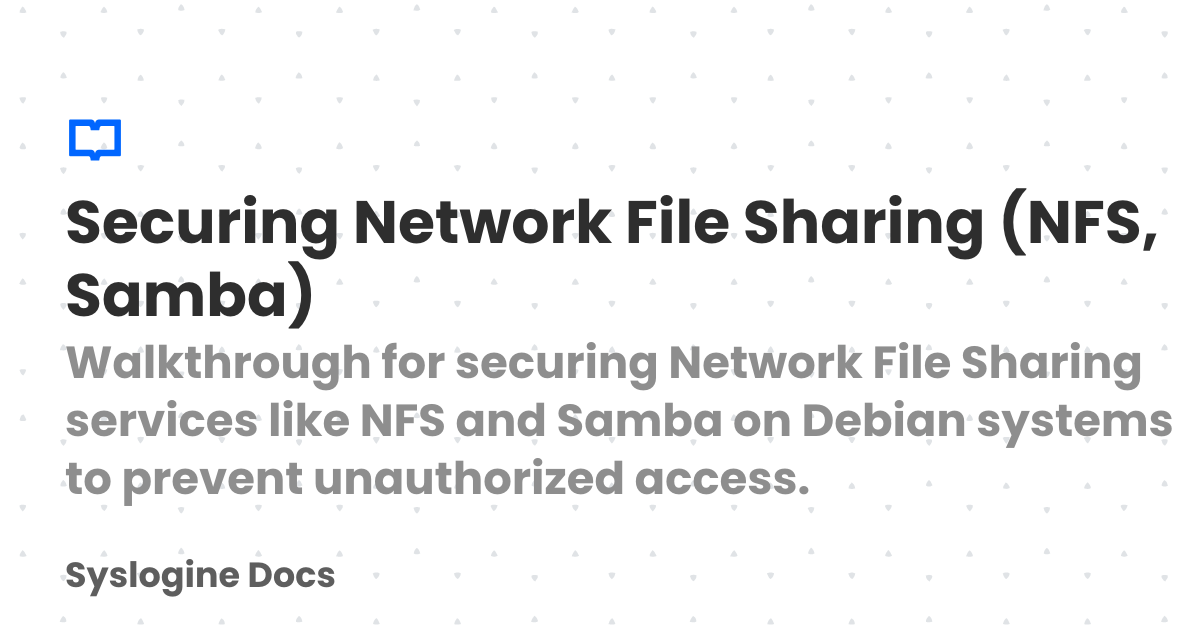 Securing Network File Sharing (NFS,
Samba)
Walkthrough for securing Network File Sharing
services like NFS and Samba on Debian systems
to prevent unauthorized access.
Syslogine Docs